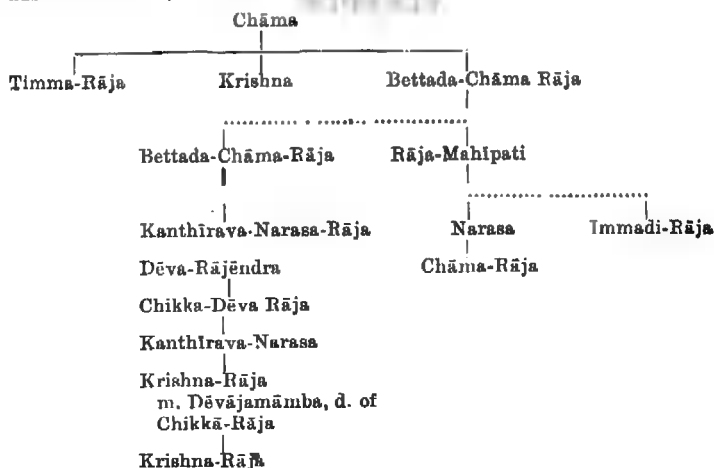 Chāma
Timma-Rāja Krishna Bettada-Chāma Rāja
Bettada-Chāma-Rāja Rāja-Mahīpati
Kanthīrava-Narasa-Rāja Narasa Immadi-Rāja
Dēva-Rājēndra Chāma-Rāja
Chikka-Dēva Rāja
Kanthīrava-Narasa
Krishna-Rāja
m. Dēvājamāmba, d. of
Chikkā-Rāja
Krishna-Rāja